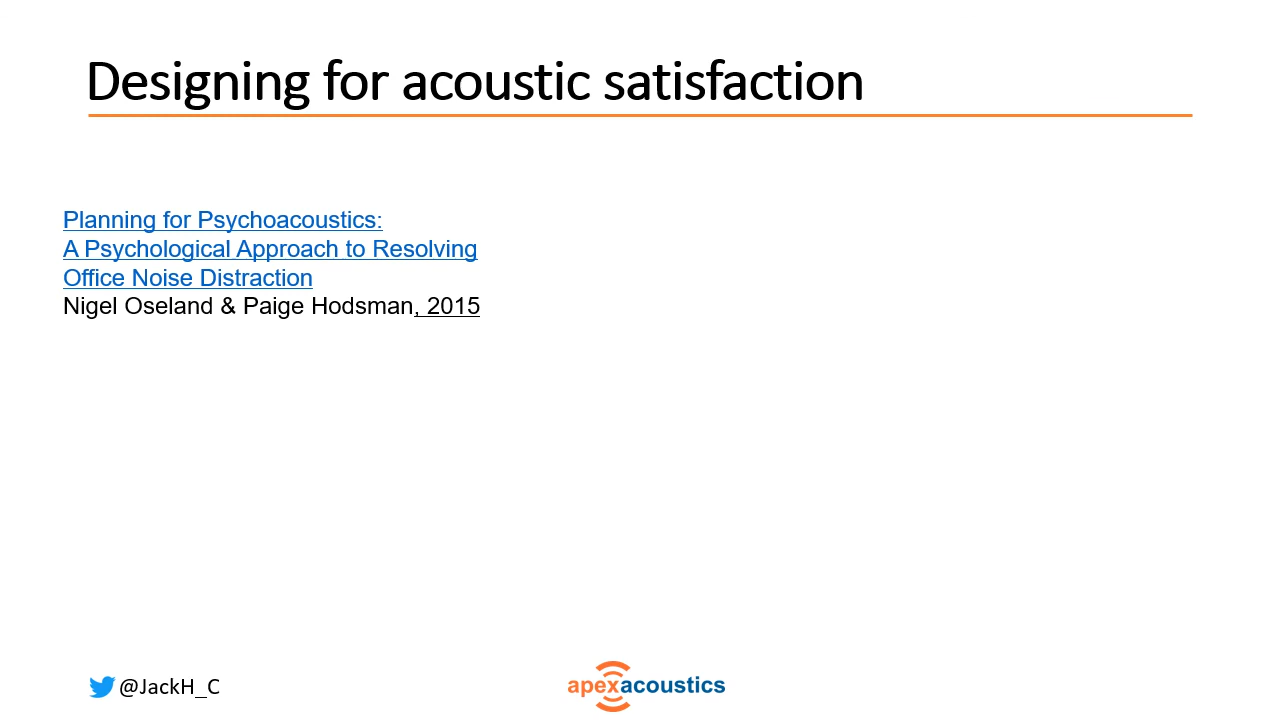 Designing for acoustic satisfaction
Planning for Psychoacoustics:
A Psychological Approach to Resolving
Office Noise Distraction
Nigel Oseland & Paige Hodsman, 2015
@JackH_C
apexacoustics